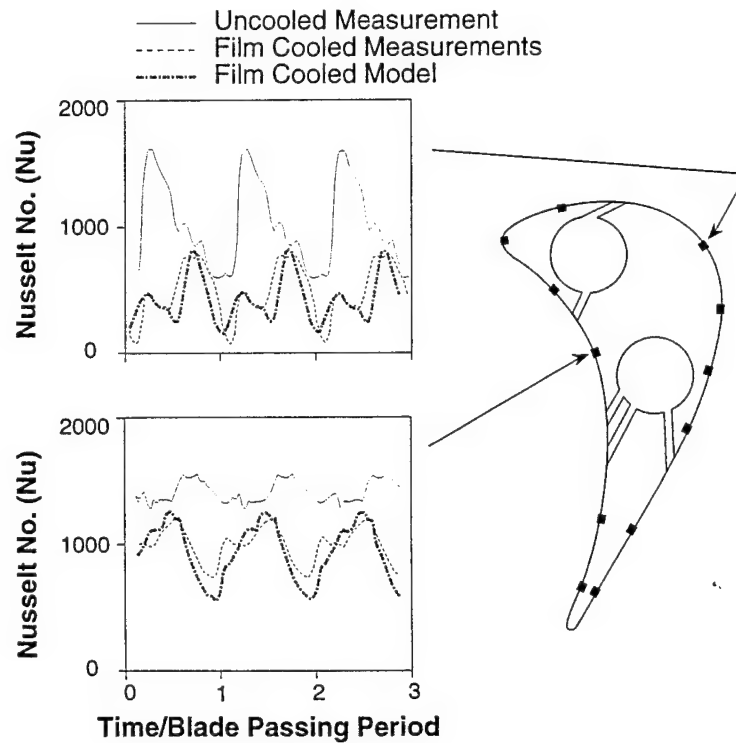 Uncooled Measurement
Film Cooled Measurements
Film Cooled Model
2000
1000
0
Nusselt No. (Nu)
2000
1000
0
Nusselt No. (Nu)
0 1 2 3
Time/Blade Passing Period